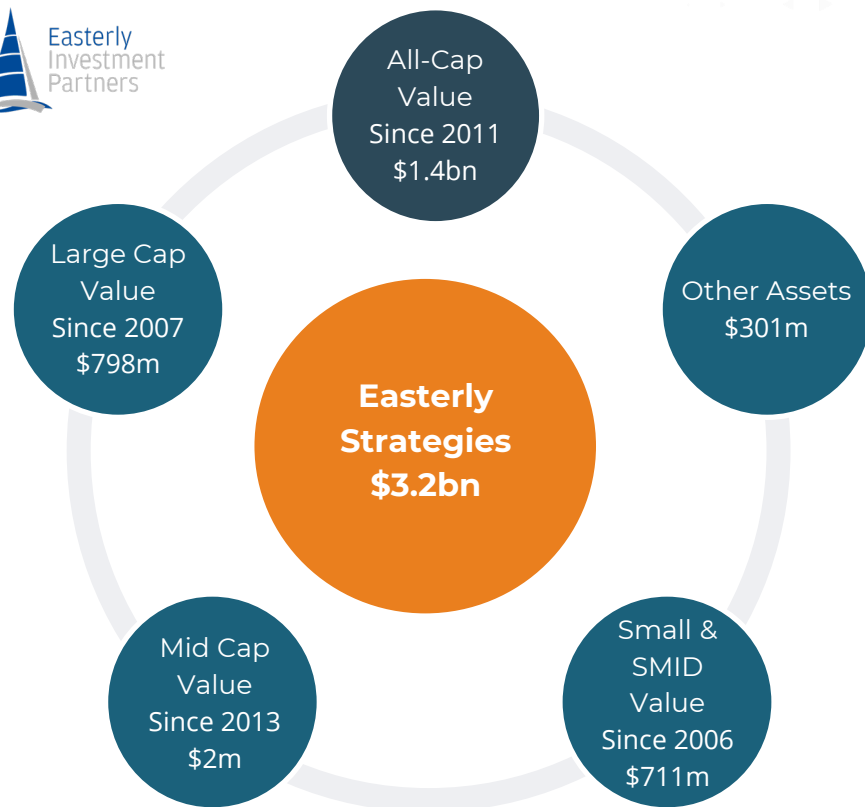 Easterly
Investment
Partners
All-Cap
Value
Since 2011
$1.4bn
Large Cap
Value
Since 2007
$798m
Other Assets
$301m
Easterly
Strategies
$3.2bn
Mid Cap
Value
Since 2013
$2m
Small &
SMID
Value
Since 2006
$711m